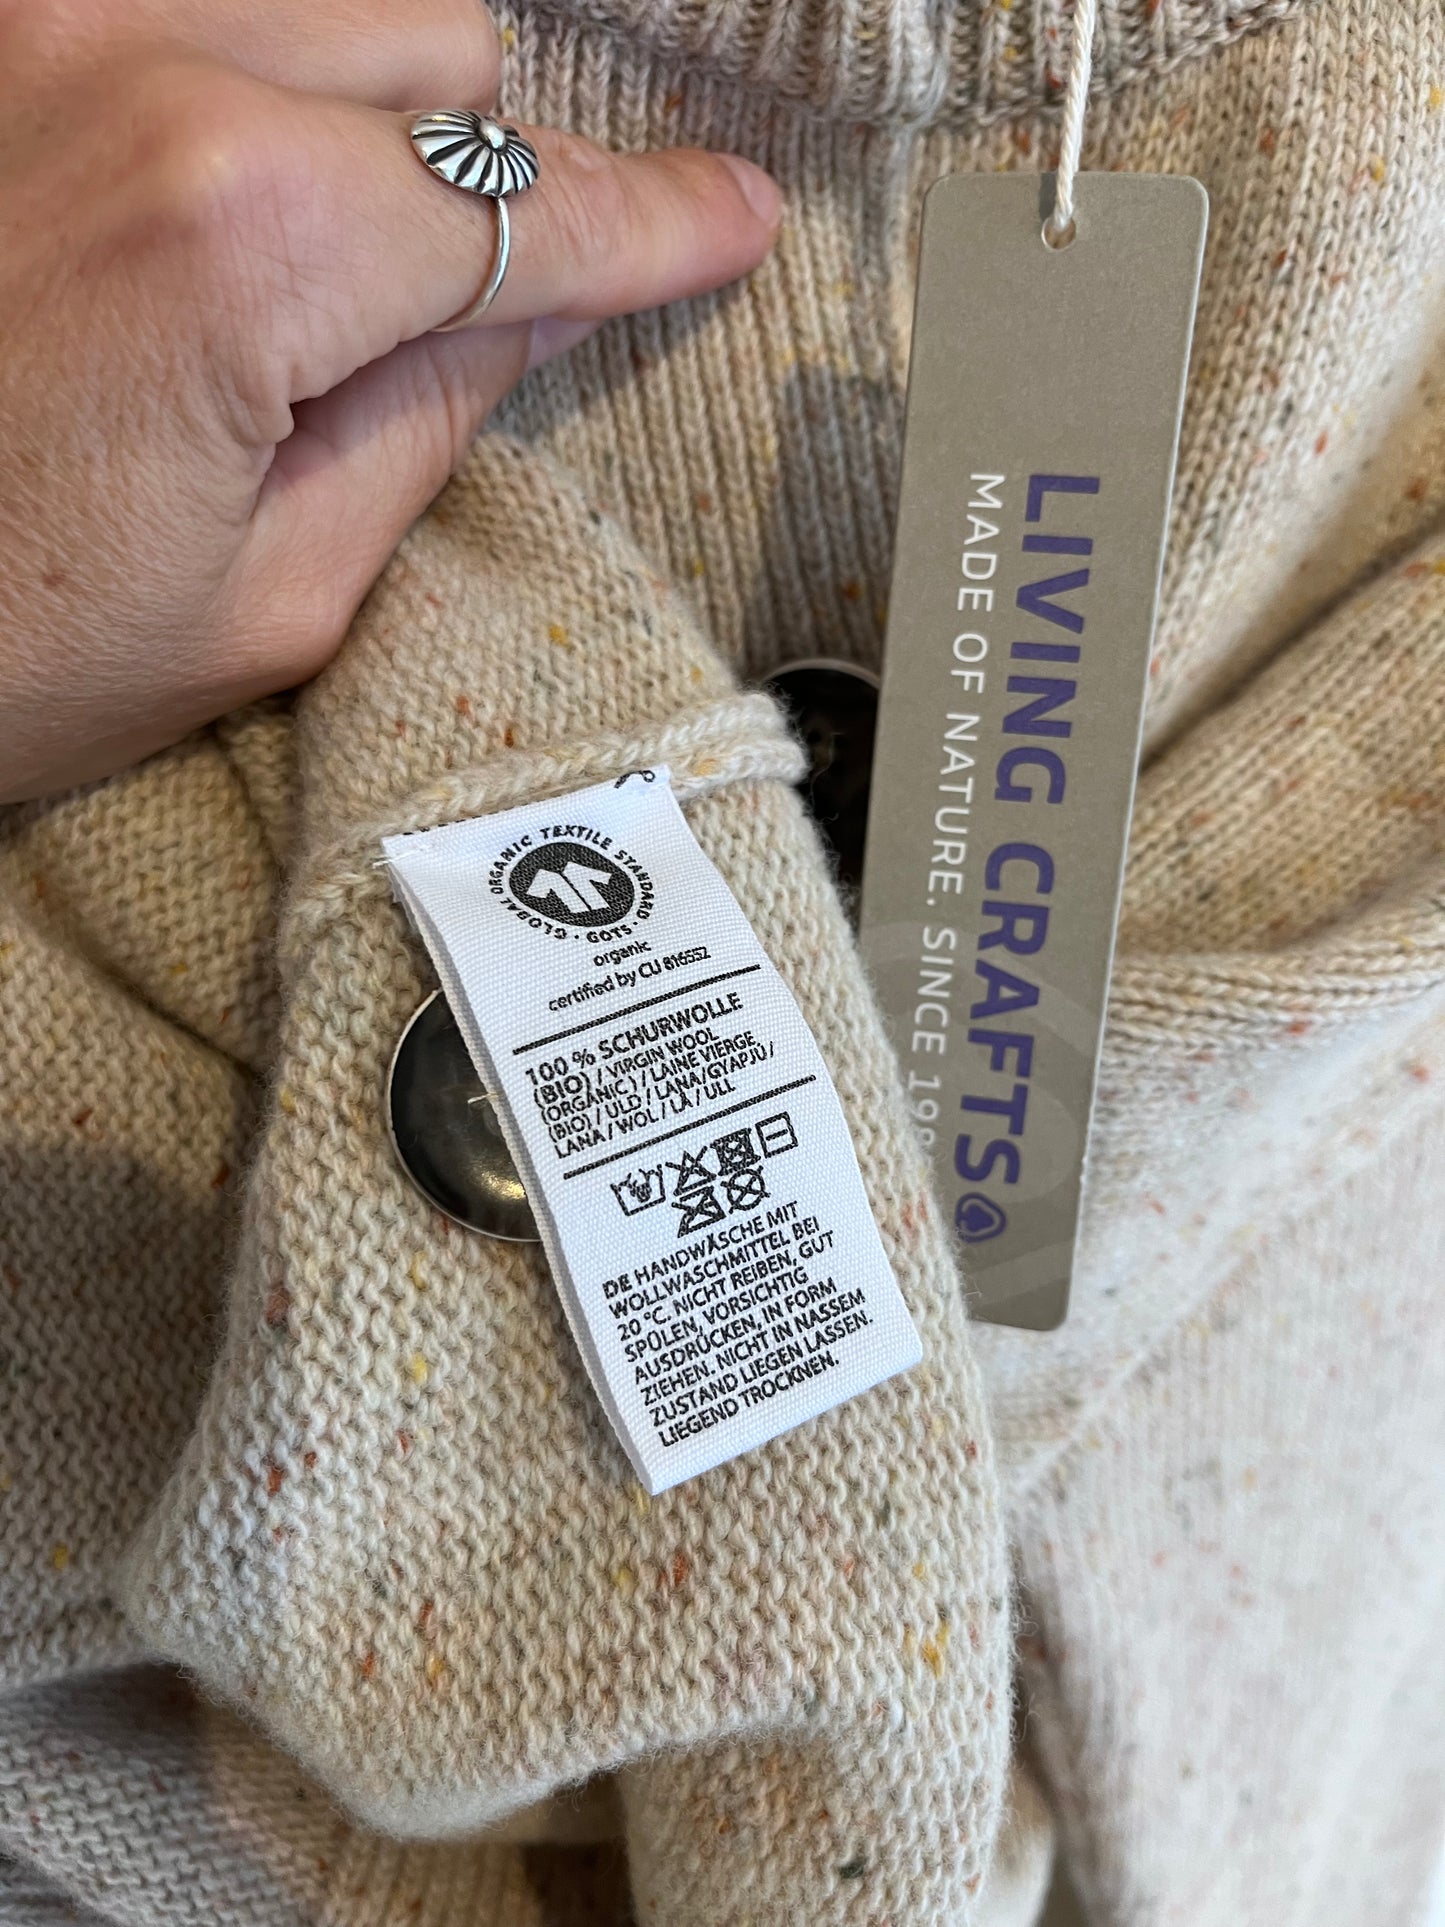 GLOBAL ORGANIC TEXTILE STANDARD · GOTS ·
organic
certified by CU 816552
100 % SCHURWOLLE
(BIO) / VIRGIN WOOL
(ORGANIC) / LAINE VIERGE
(BIO) / ULD / LANA/GYAPJÚ /
LANA / WOL / LA / ULL
DE HANDWÄSCHE MIT
WOLLWASCHMITTEL BEI
20 °C. NICHT REIBEN, GUT
SPÜLEN, VORSICHTIG
AUSDRÜCKEN, IN FORM
ZIEHEN. NICHT IN NASSEM
ZUSTAND LIEGEN LASSEN.
LIEGEND TROCKNEN.
LIVING CRAFTS
MADE OF NATURE. SINCE